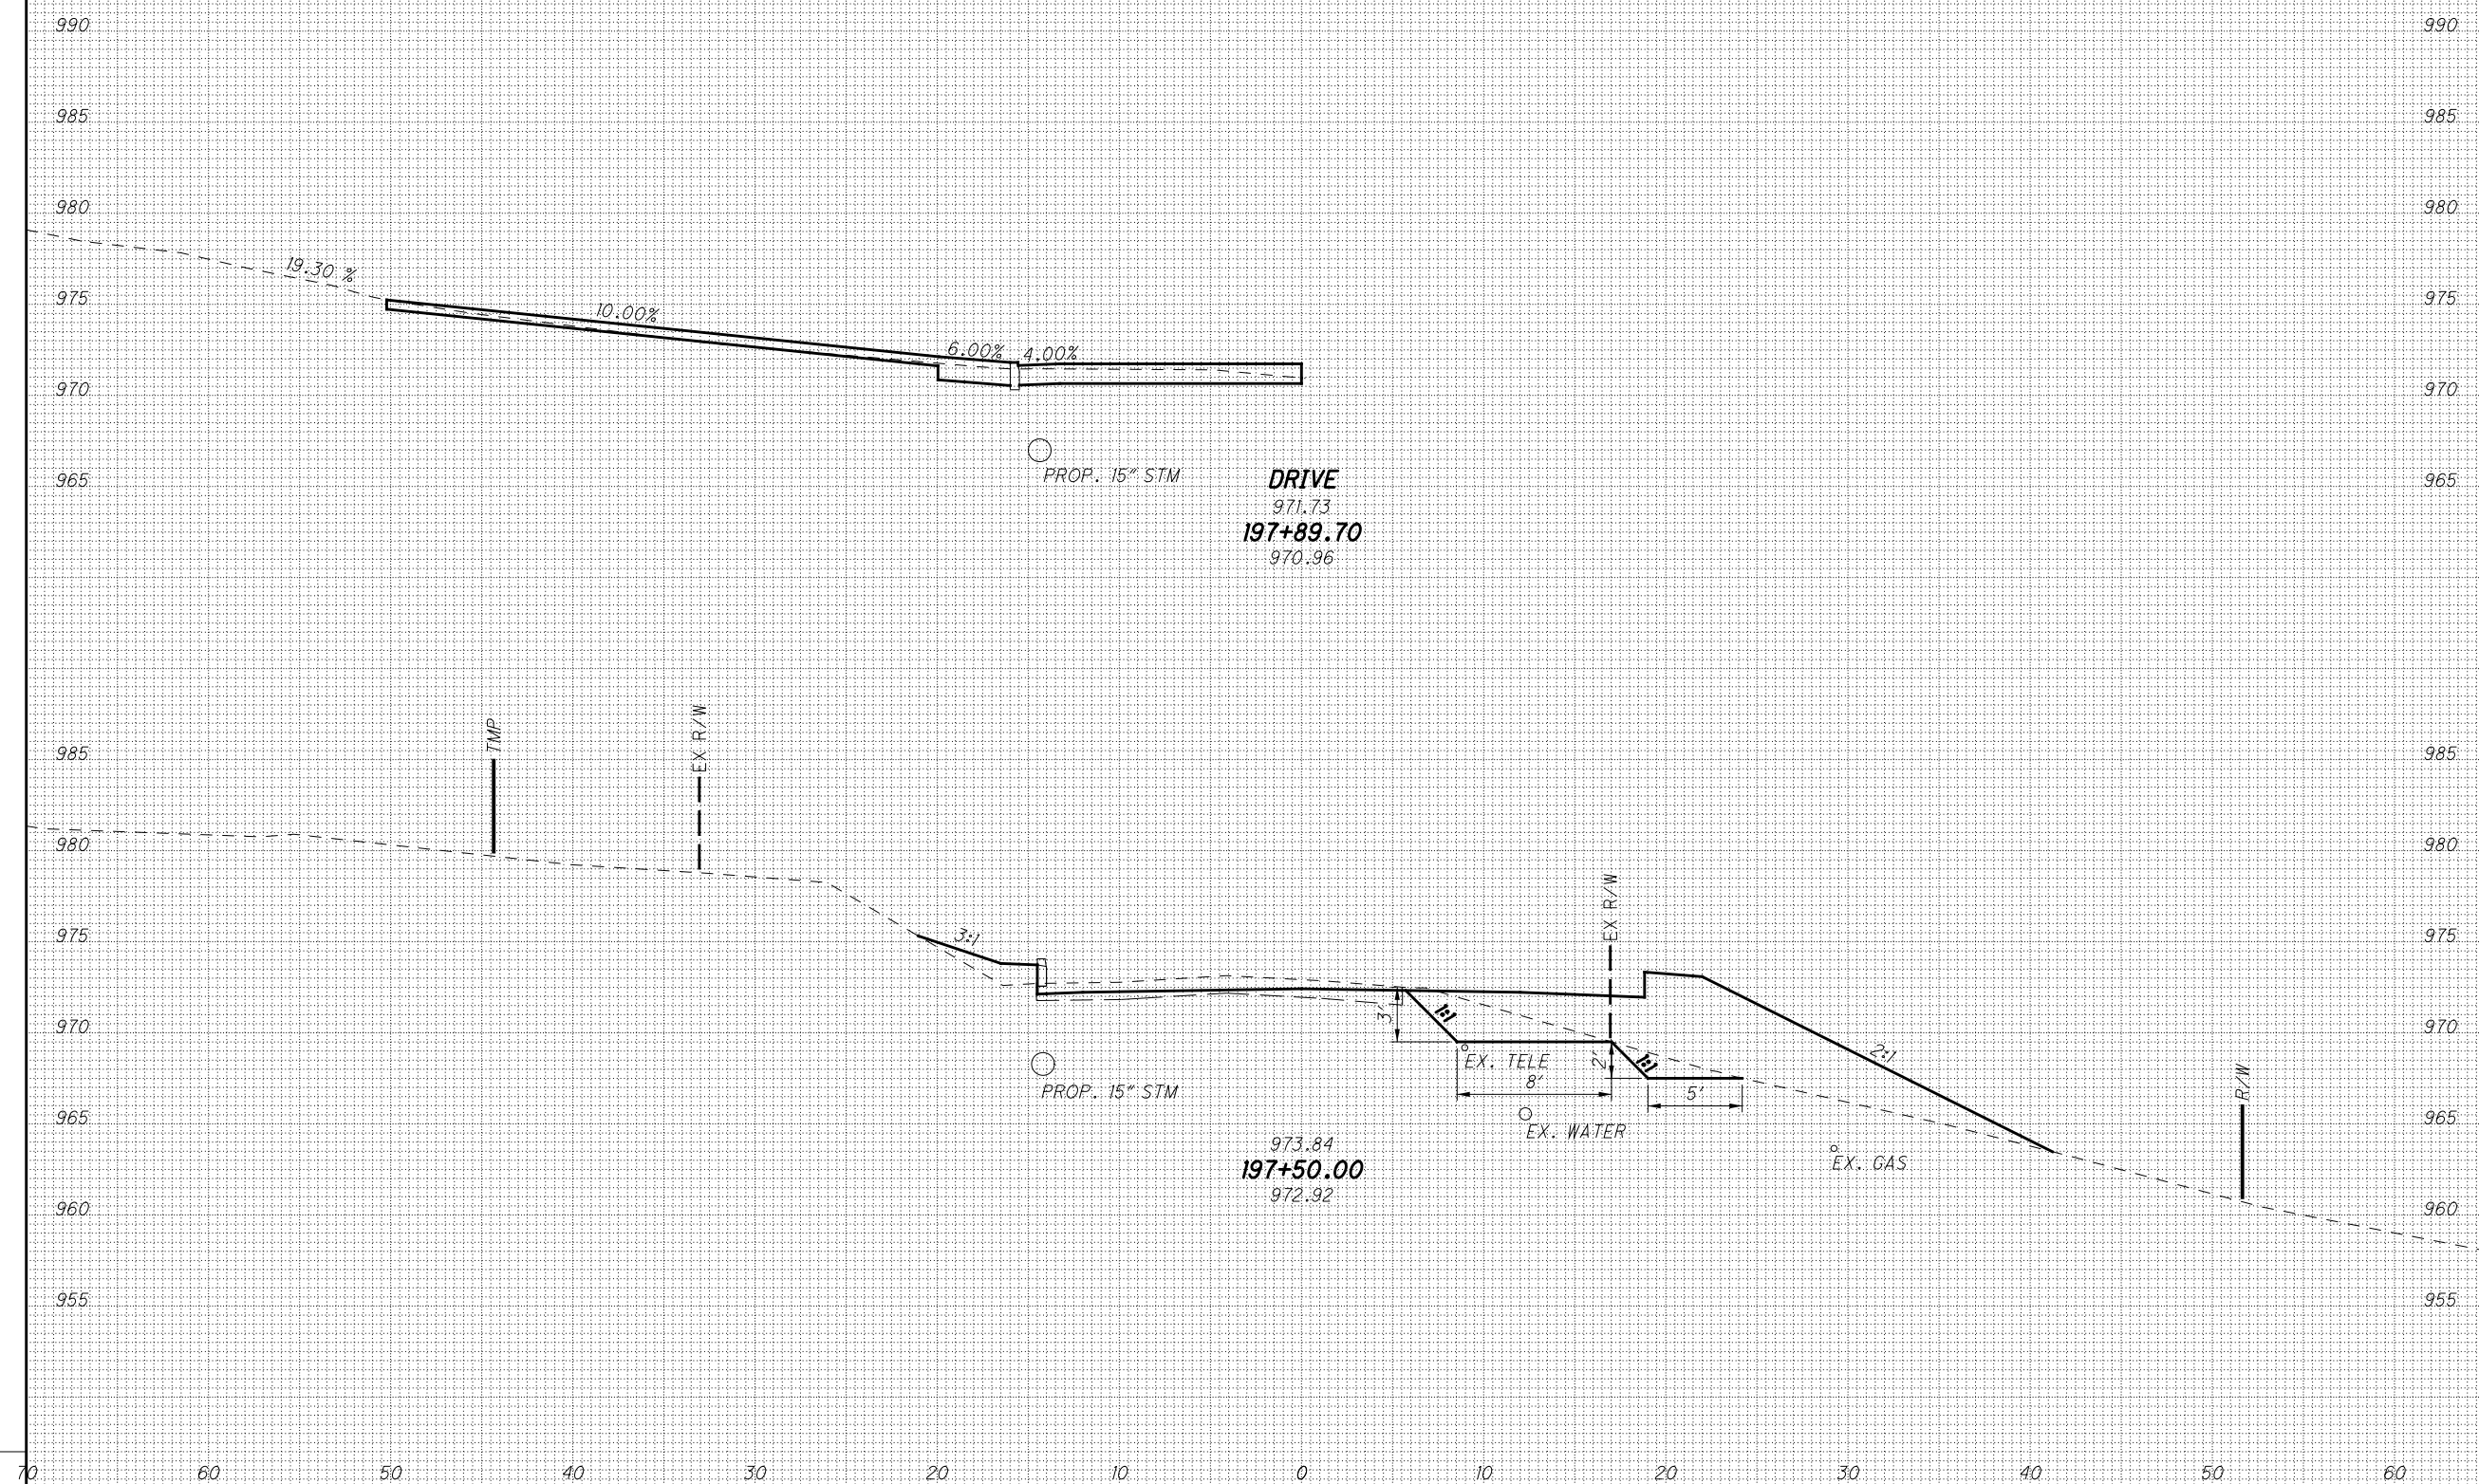 990 990
985 985
980 980
19.30 %
975 975
10.00%
6.00% 4.00%
970 970
PROP. 15" STM
965 965
DRIVE
971.73
197+89.70
970.96
TMP
EX R/W
985 985
980 980
EX R/W
975 975
3:1
970 970
3'
1:1
EX. TELE
8'
2'
1:1
5'
2:1
R/W
PROP. 15" STM
965 965
EX. WATER
EX. GAS
973.84
197+50.00
972.92
960 960
955 955
70 60 50 40 30 20 10 0 10 20 30 40 50 60